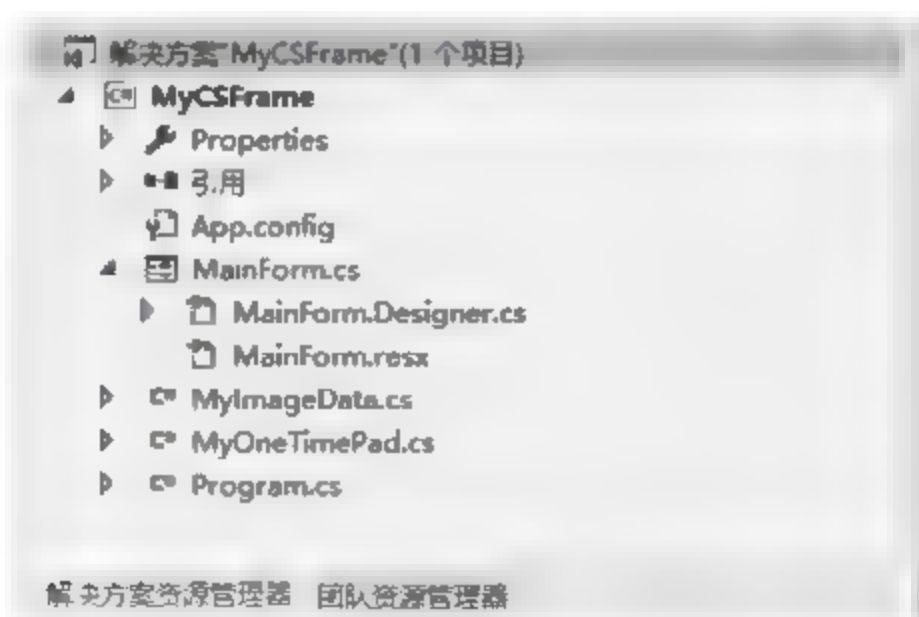 解决方案"MyCSFrame"(1 个项目)
MyCSFrame
Properties
引用
App.config
MainForm.cs
MainForm.Designer.cs
MainForm.resx
MyImageData.cs
MyOneTimePad.cs
Program.cs
解决方案资源管理器 团队资源管理器